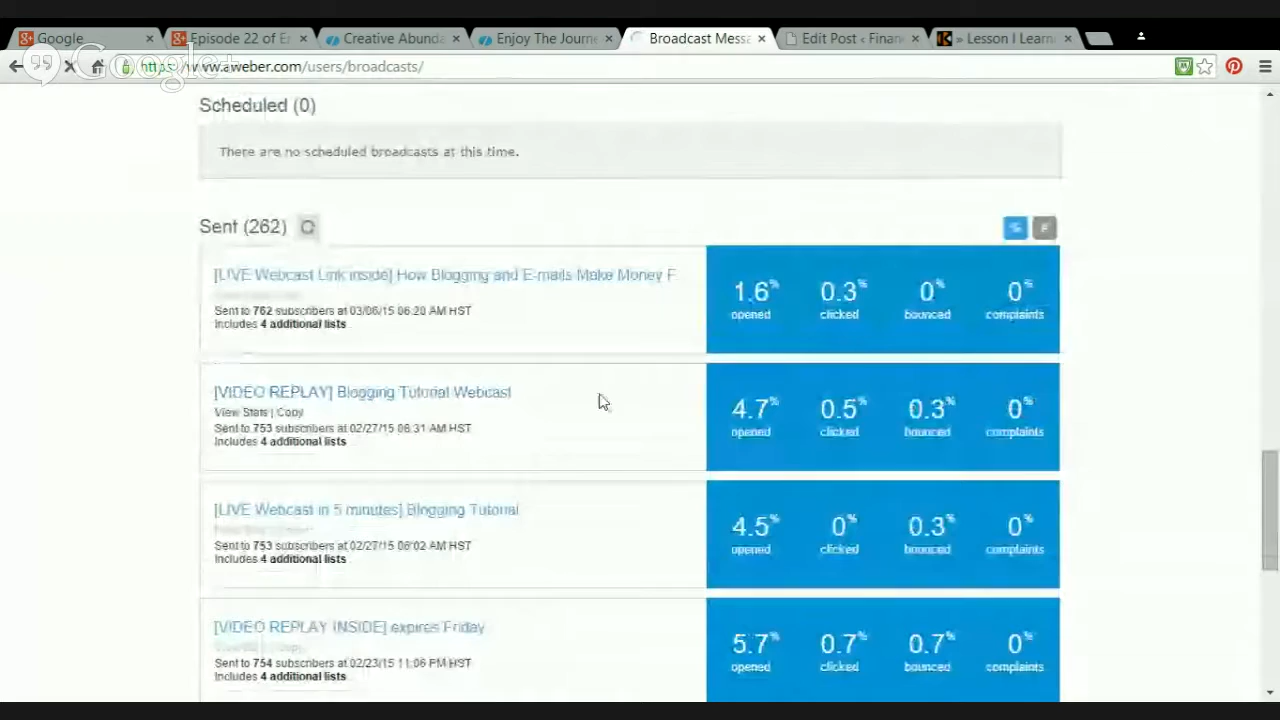 Google
Episode 22 of E
Creative Abunda
Enjoy The Journe
Broadcast Messa
Edit Post ‹ Finan
» Lesson I Learn
Google+
https://www.aweber.com/users/broadcasts/
Scheduled (0)
There are no scheduled broadcasts at this time.
Sent (262)
% #
[LIVE Webcast Link inside] How Blogging and E-mails Make Money F
Sent to 762 subscribers at 03/06/15 06:20 AM HST
Includes 4 additional lists
1.6% 0.3% 0% 0%
opened clicked bounced complaints
[VIDEO REPLAY] Blogging Tutorial Webcast
View Stats | Copy
Sent to 753 subscribers at 02/27/15 06:31 AM HST
Includes 4 additional lists
4.7% 0.5% 0.3% 0%
opened clicked bounced complaints
[LIVE Webcast in 5 minutes] Blogging Tutorial
Sent to 753 subscribers at 02/27/15 06:02 AM HST
Includes 4 additional lists
4.5% 0% 0.3% 0%
opened clicked bounced complaints
[VIDEO REPLAY INSIDE] expires Friday
Sent to 754 subscribers at 02/23/15 11:06 PM HST
Includes 4 additional lists
5.7% 0.7% 0.7% 0%
opened clicked bounced complaints